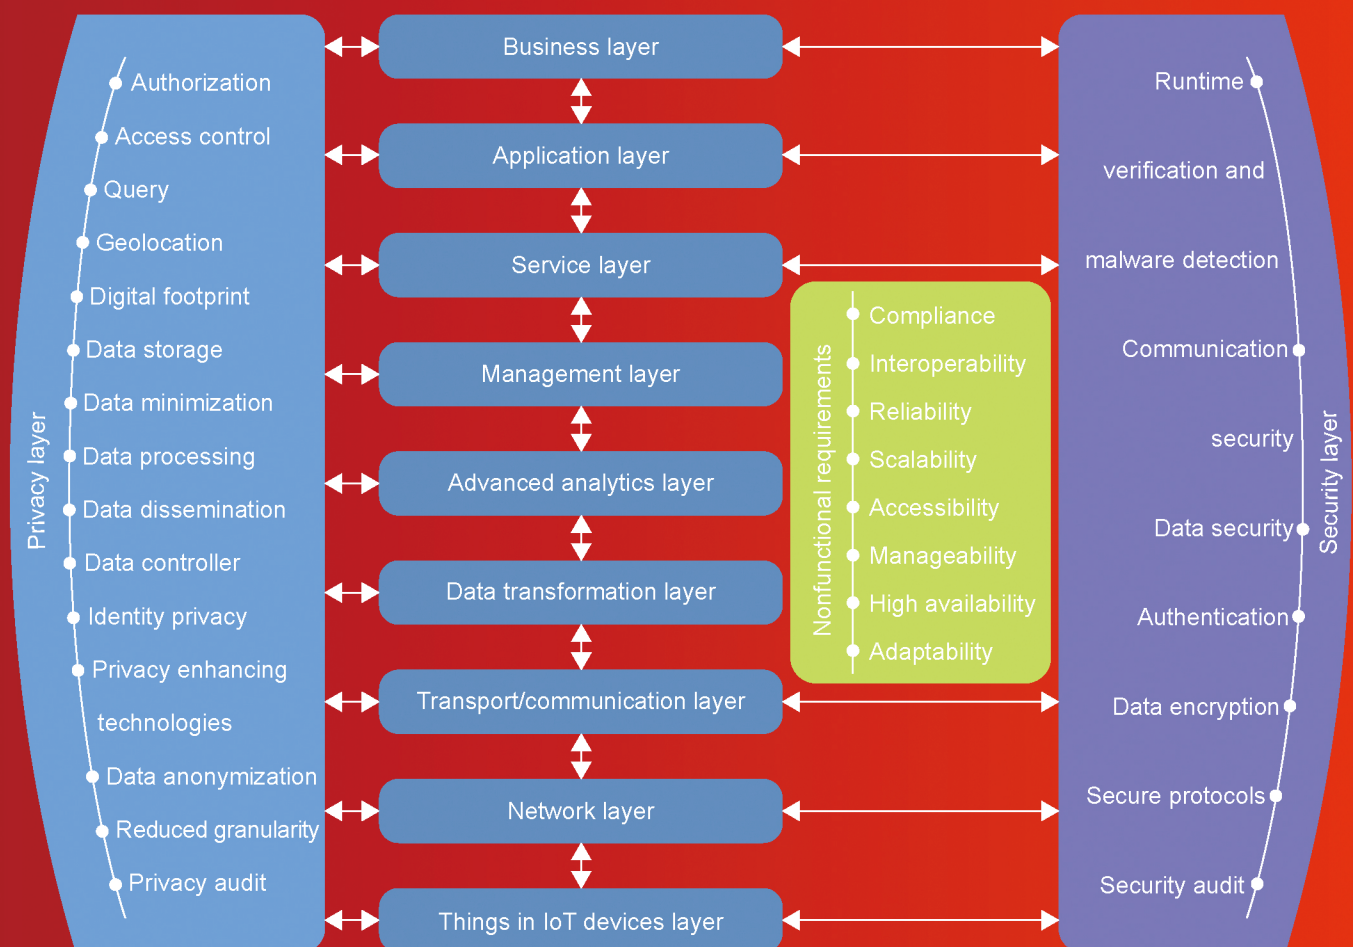 Privacy layer
Authorization
Access control
Query
Geolocation
Digital footprint
Data storage
Data minimization
Data processing
Data dissemination
Data controller
Identity privacy
Privacy enhancing
technologies
Data anonymization
Reduced granularity
Privacy audit
Business layer
Application layer
Service layer
Management layer
Advanced analytics layer
Data transformation layer
Transport/communication layer
Network layer
Things in IoT devices layer
Nonfunctional requirements
Compliance
Interoperability
Reliability
Scalability
Accessibility
Manageability
High availability
Adaptability
Runtime
verification and
malware detection
Communication
security
Data security
Authentication
Data encryption
Secure protocols
Security audit
Security layer